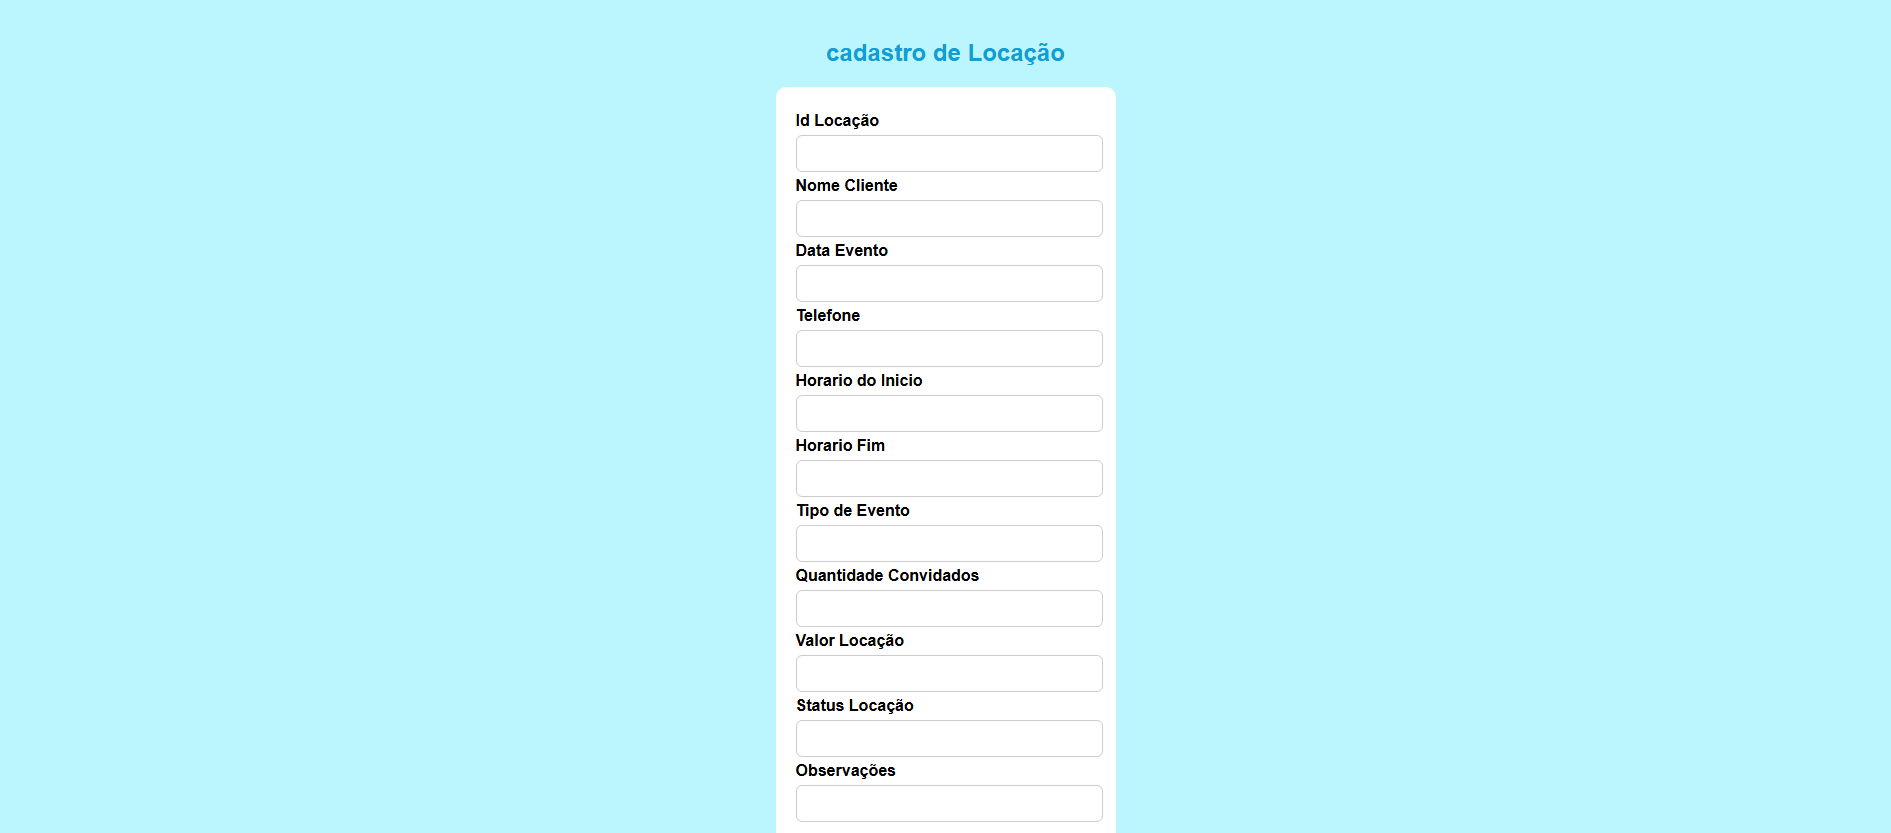 cadastro de Locação
Id Locação
Nome Cliente
Data Evento
Telefone
Horario do Inicio
Horario Fim
Tipo de Evento
Quantidade Convidados
Valor Locação
Status Locação
Observações